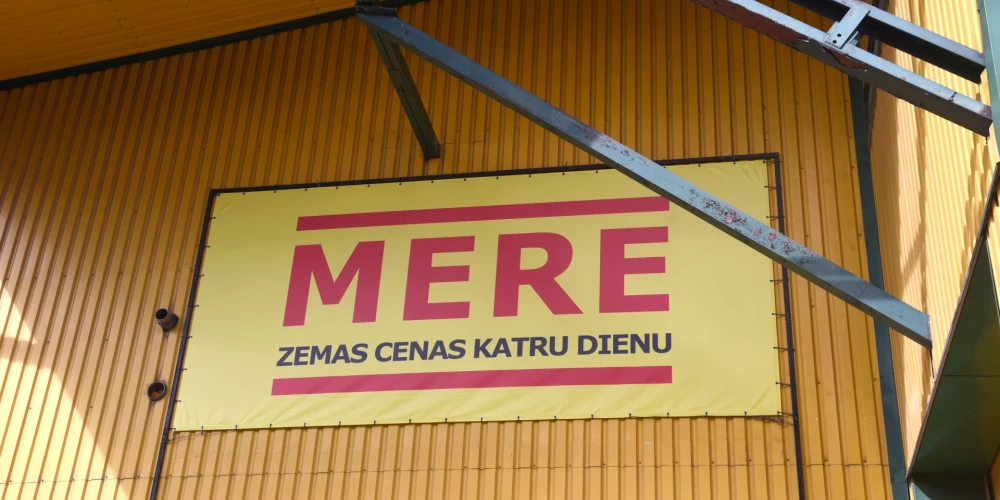 MERE
ZEMAS CENAS KATRU DIENU